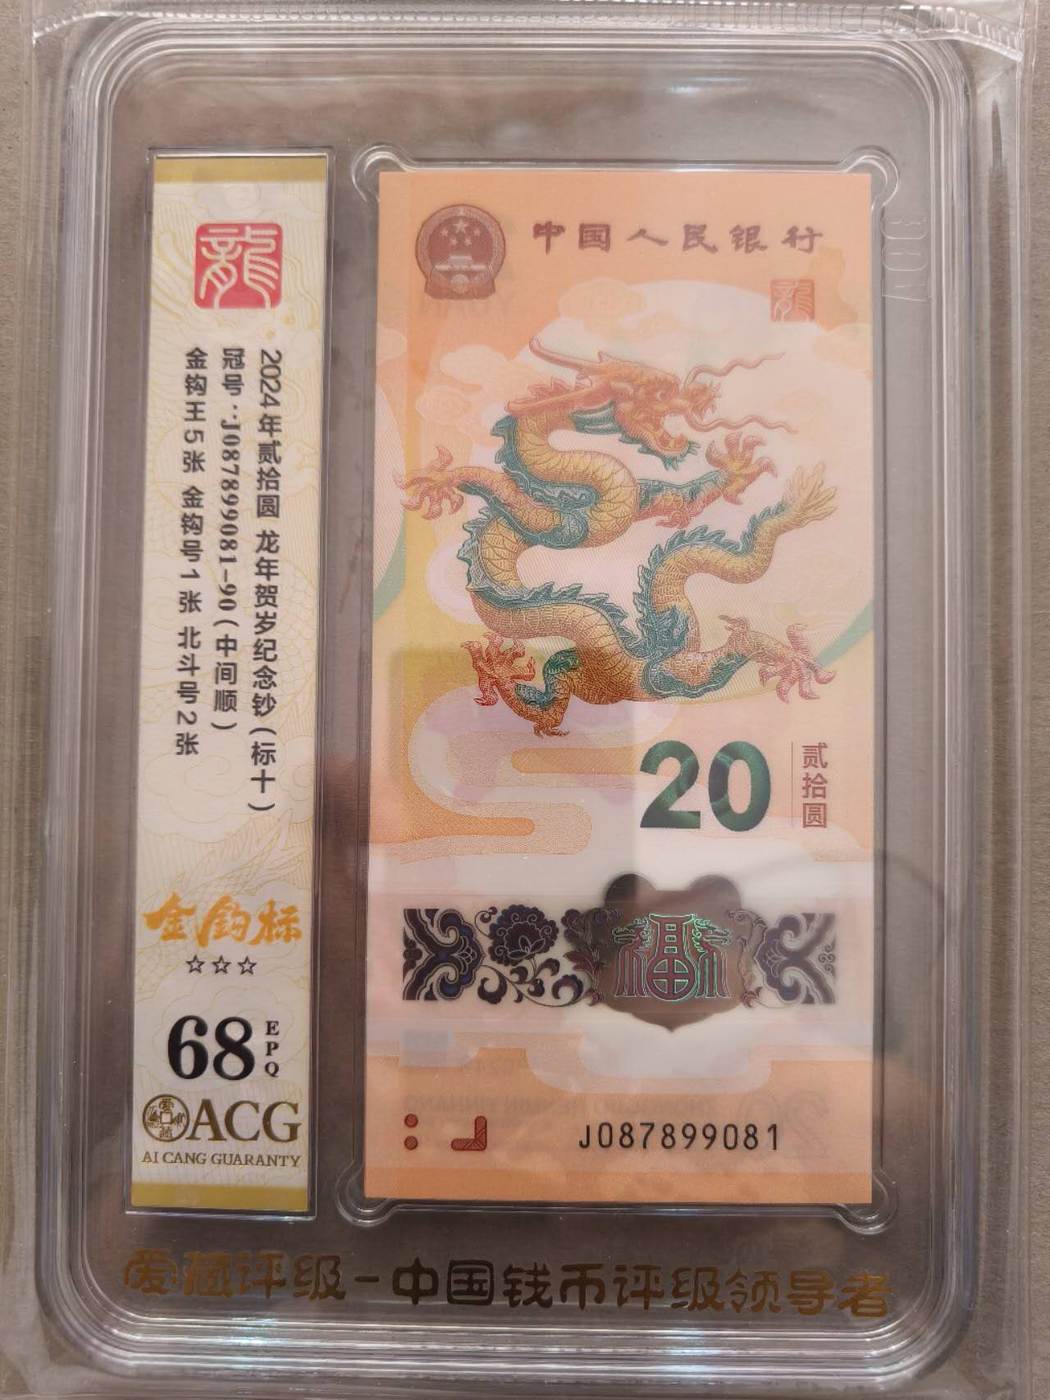 龍
2024年贰拾圆 龙年贺岁纪念钞(标十)
冠号:J087899081-90(中间顺)
金钩王5张 金钩号1张 北斗号2张
金钩标
☆☆☆
68 EPQ
ACG
AI CANG GUARANTY
中国人民银行
龍
20
贰拾圆
福
J087899081
爱藏评级-中国钱币评级领导者